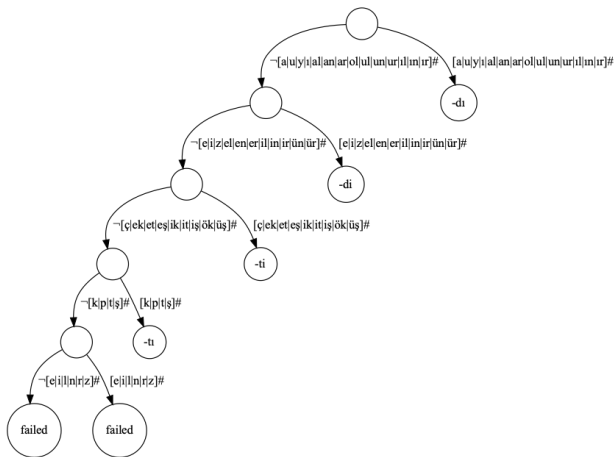 ¬[a|u|y|ı|al|an|ar|ol|ul|un|ur|ıl|ın|ır]# [a|u|y|ı|al|an|ar|ol|ul|un|ur|ıl|ın|ır]#
-dı
¬[e|i|z|el|en|er|il|in|ir|ün|ür]# [e|i|z|el|en|er|il|in|ir|ün|ür]#
-di
¬[ç|ek|et|eş|ik|it|iş|ök|üş]# [ç|ek|et|eş|ik|it|iş|ök|üş]#
-ti
¬[k|p|t|ş]# [k|p|t|ş]#
-tı
¬[e|i|l|n|r|z]# [e|i|l|n|r|z]#
failed failed